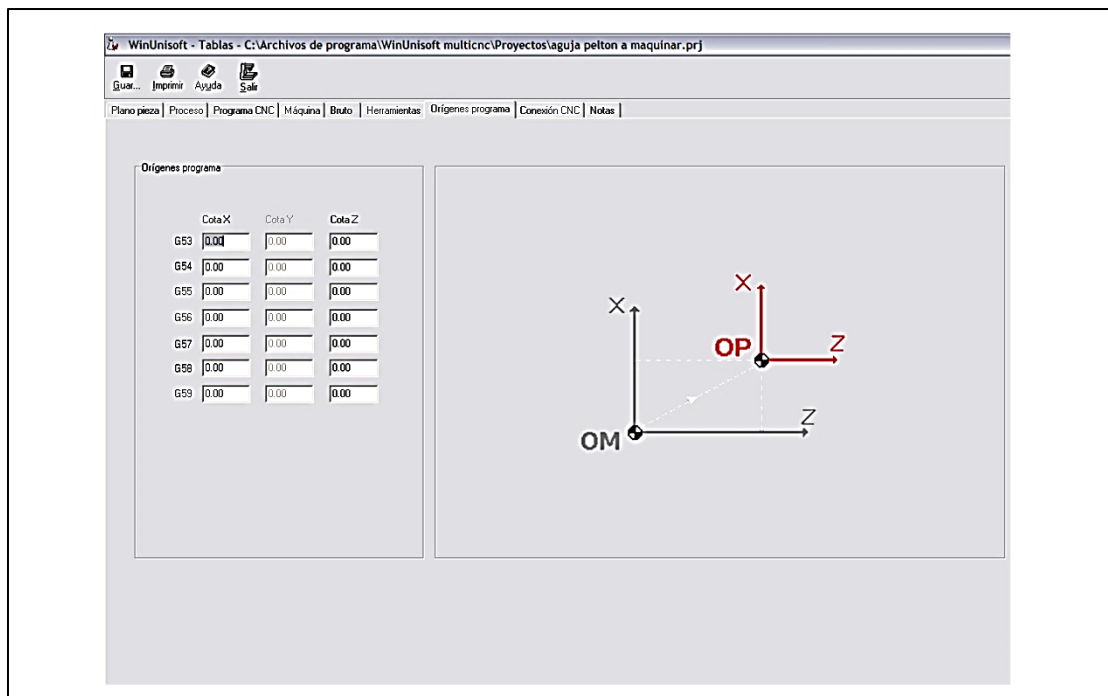 WinUnisoft - Tablas - C:\Archivos de programa\WinUnisoft multicnc\Proyectos\aguja pelton a maquinar.prj
Guar... Imprimir Ayuda Salir
Plano pieza Proceso Programa CNC Máquina Bruto Herramientas Orígenes programa Conexión CNC Notas
Orígenes programa
Cota X Cota Y Cota Z
G53 0.00 0.00 0.00
G54 0.00 0.00 0.00
G55 0.00 0.00 0.00
G56 0.00 0.00 0.00
G57 0.00 0.00 0.00
G58 0.00 0.00 0.00
G59 0.00 0.00 0.00
X
X
OP Z
Z
OM